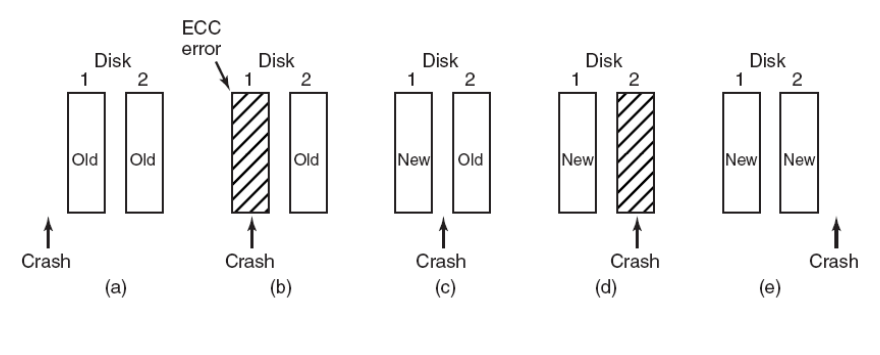 ECC
error
Disk
1 2
Old Old
Crash
(a)
Disk
1 2
Old
Crash
(b)
Disk
1 2
New Old
Crash
(c)
Disk
1 2
New
Crash
(d)
Disk
1 2
New New
Crash
(e)